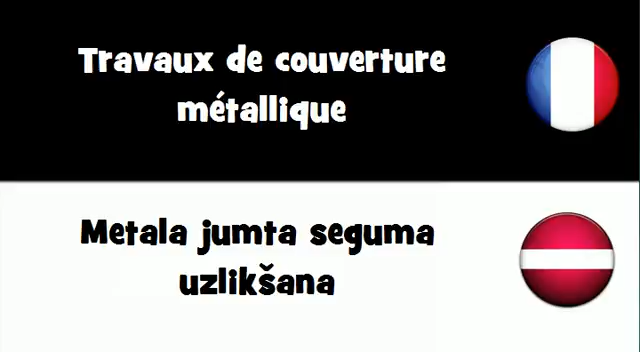 Travaux de couverture
métallique
Metala jumta seguma
uzlikšana